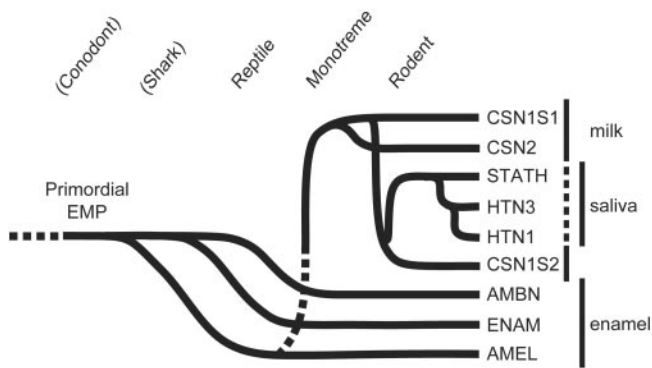 (Conodont)
(Shark)
Reptile
Monotreme
Rodent
CSN1S1
CSN2
milk
STATH
HTN3
HTN1
saliva
CSN1S2
Primordial
EMP
AMBN
ENAM
AMEL
enamel